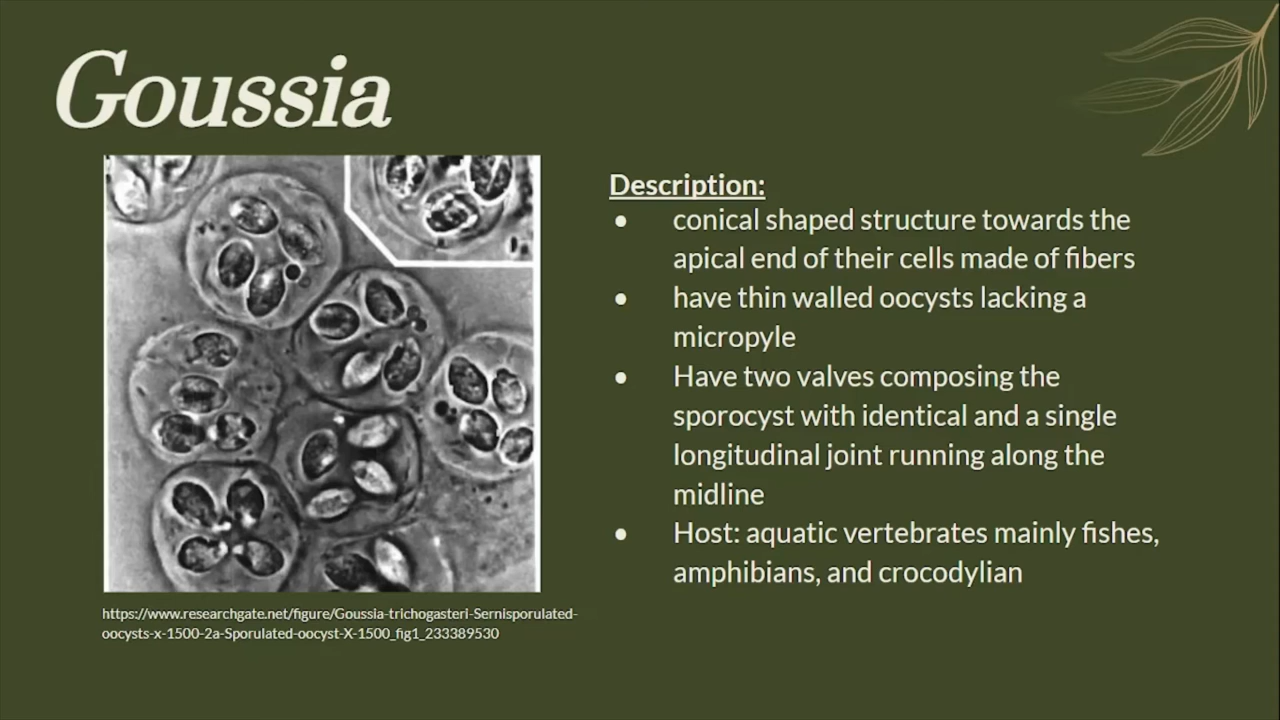 Goussia
Description:
● conical shaped structure towards the
apical end of their cells made of fibers
● have thin walled oocysts lacking a
micropyle
● Have two valves composing the
sporocyst with identical and a single
longitudinal joint running along the
midline
● Host: aquatic vertebrates mainly fishes,
amphibians, and crocodylian
https://www.researchgate.net/figure/Goussia-trichogasteri-Sernisporulated-
oocysts-x-1500-2a-Sporulated-oocyst-X-1500_fig1_233389530